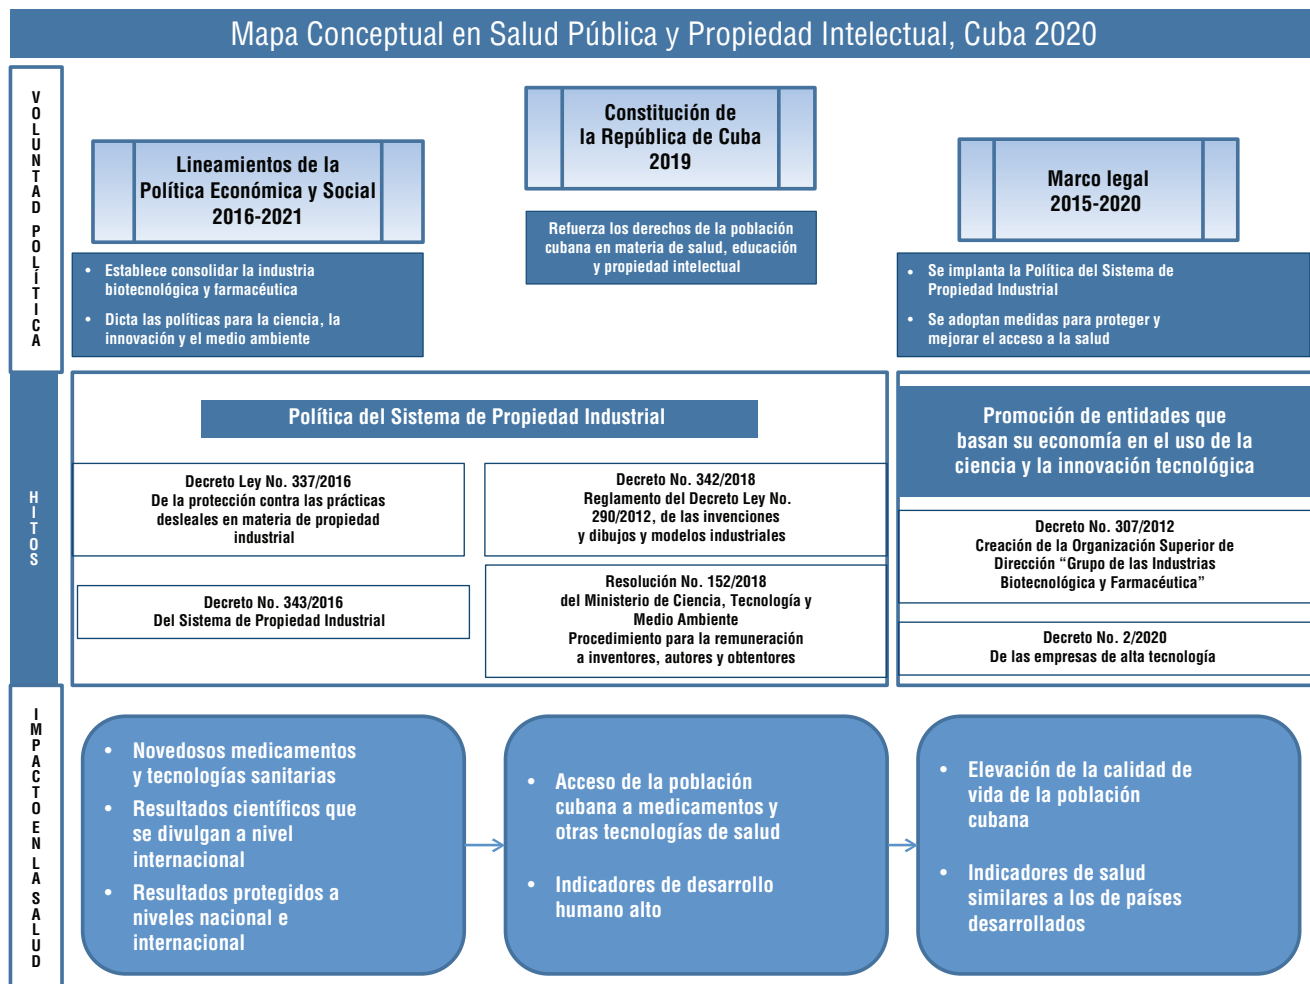 Mapa Conceptual en Salud Pública y Propiedad Intelectual, Cuba 2020
VOLUNTAD POLÍTICA
Lineamientos de la
Política Económica y Social
2016-2021
• Establece consolidar la industria
biotecnológica y farmacéutica
• Dicta las políticas para la ciencia, la
innovación y el medio ambiente
Constitución de
la República de Cuba
2019
Refuerza los derechos de la población
cubana en materia de salud, educación
y propiedad intelectual
Marco legal
2015-2020
• Se implanta la Política del Sistema de
Propiedad Industrial
• Se adoptan medidas para proteger y
mejorar el acceso a la salud
HITOS
Política del Sistema de Propiedad Industrial
Decreto Ley No. 337/2016
De la protección contra las prácticas
desleales en materia de propiedad
industrial
Decreto No. 343/2016
Del Sistema de Propiedad Industrial
Decreto No. 342/2018
Reglamento del Decreto Ley No.
290/2012, de las invenciones
y dibujos y modelos industriales
Resolución No. 152/2018
del Ministerio de Ciencia, Tecnología y
Medio Ambiente
Procedimiento para la remuneración
a inventores, autores y obtentores
Promoción de entidades que
basan su economía en el uso de la
ciencia y la innovación tecnológica
Decreto No. 307/2012
Creación de la Organización Superior de
Dirección “Grupo de las Industrias
Biotecnológica y Farmacéutica”
Decreto No. 2/2020
De las empresas de alta tecnología
IMPACTO EN LA SALUD
• Novedosos medicamentos
y tecnologías sanitarias
• Resultados científicos que
se divulgan a nivel
internacional
• Resultados protegidos a
niveles nacional e
internacional
• Acceso de la población
cubana a medicamentos y
otras tecnologías de salud
• Indicadores de desarrollo
humano alto
• Elevación de la calidad de
vida de la población
cubana
• Indicadores de salud
similares a los de países
desarrollados